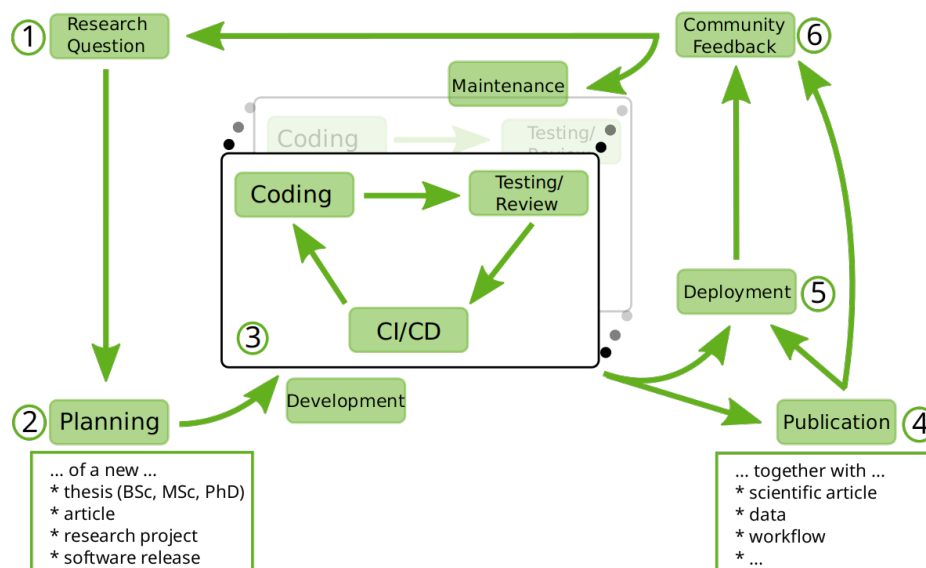 1
Research
Question
Community
Feedback
6
Maintenance
Coding
Testing/
Review
Coding
Testing/
Review
CI/CD
3
Deployment
5
2
Planning
Development
Publication
4
... of a new ...
* thesis (BSc, MSc, PhD)
* article
* research project
* software release
... together with ...
* scientific article
* data
* workflow
* ...